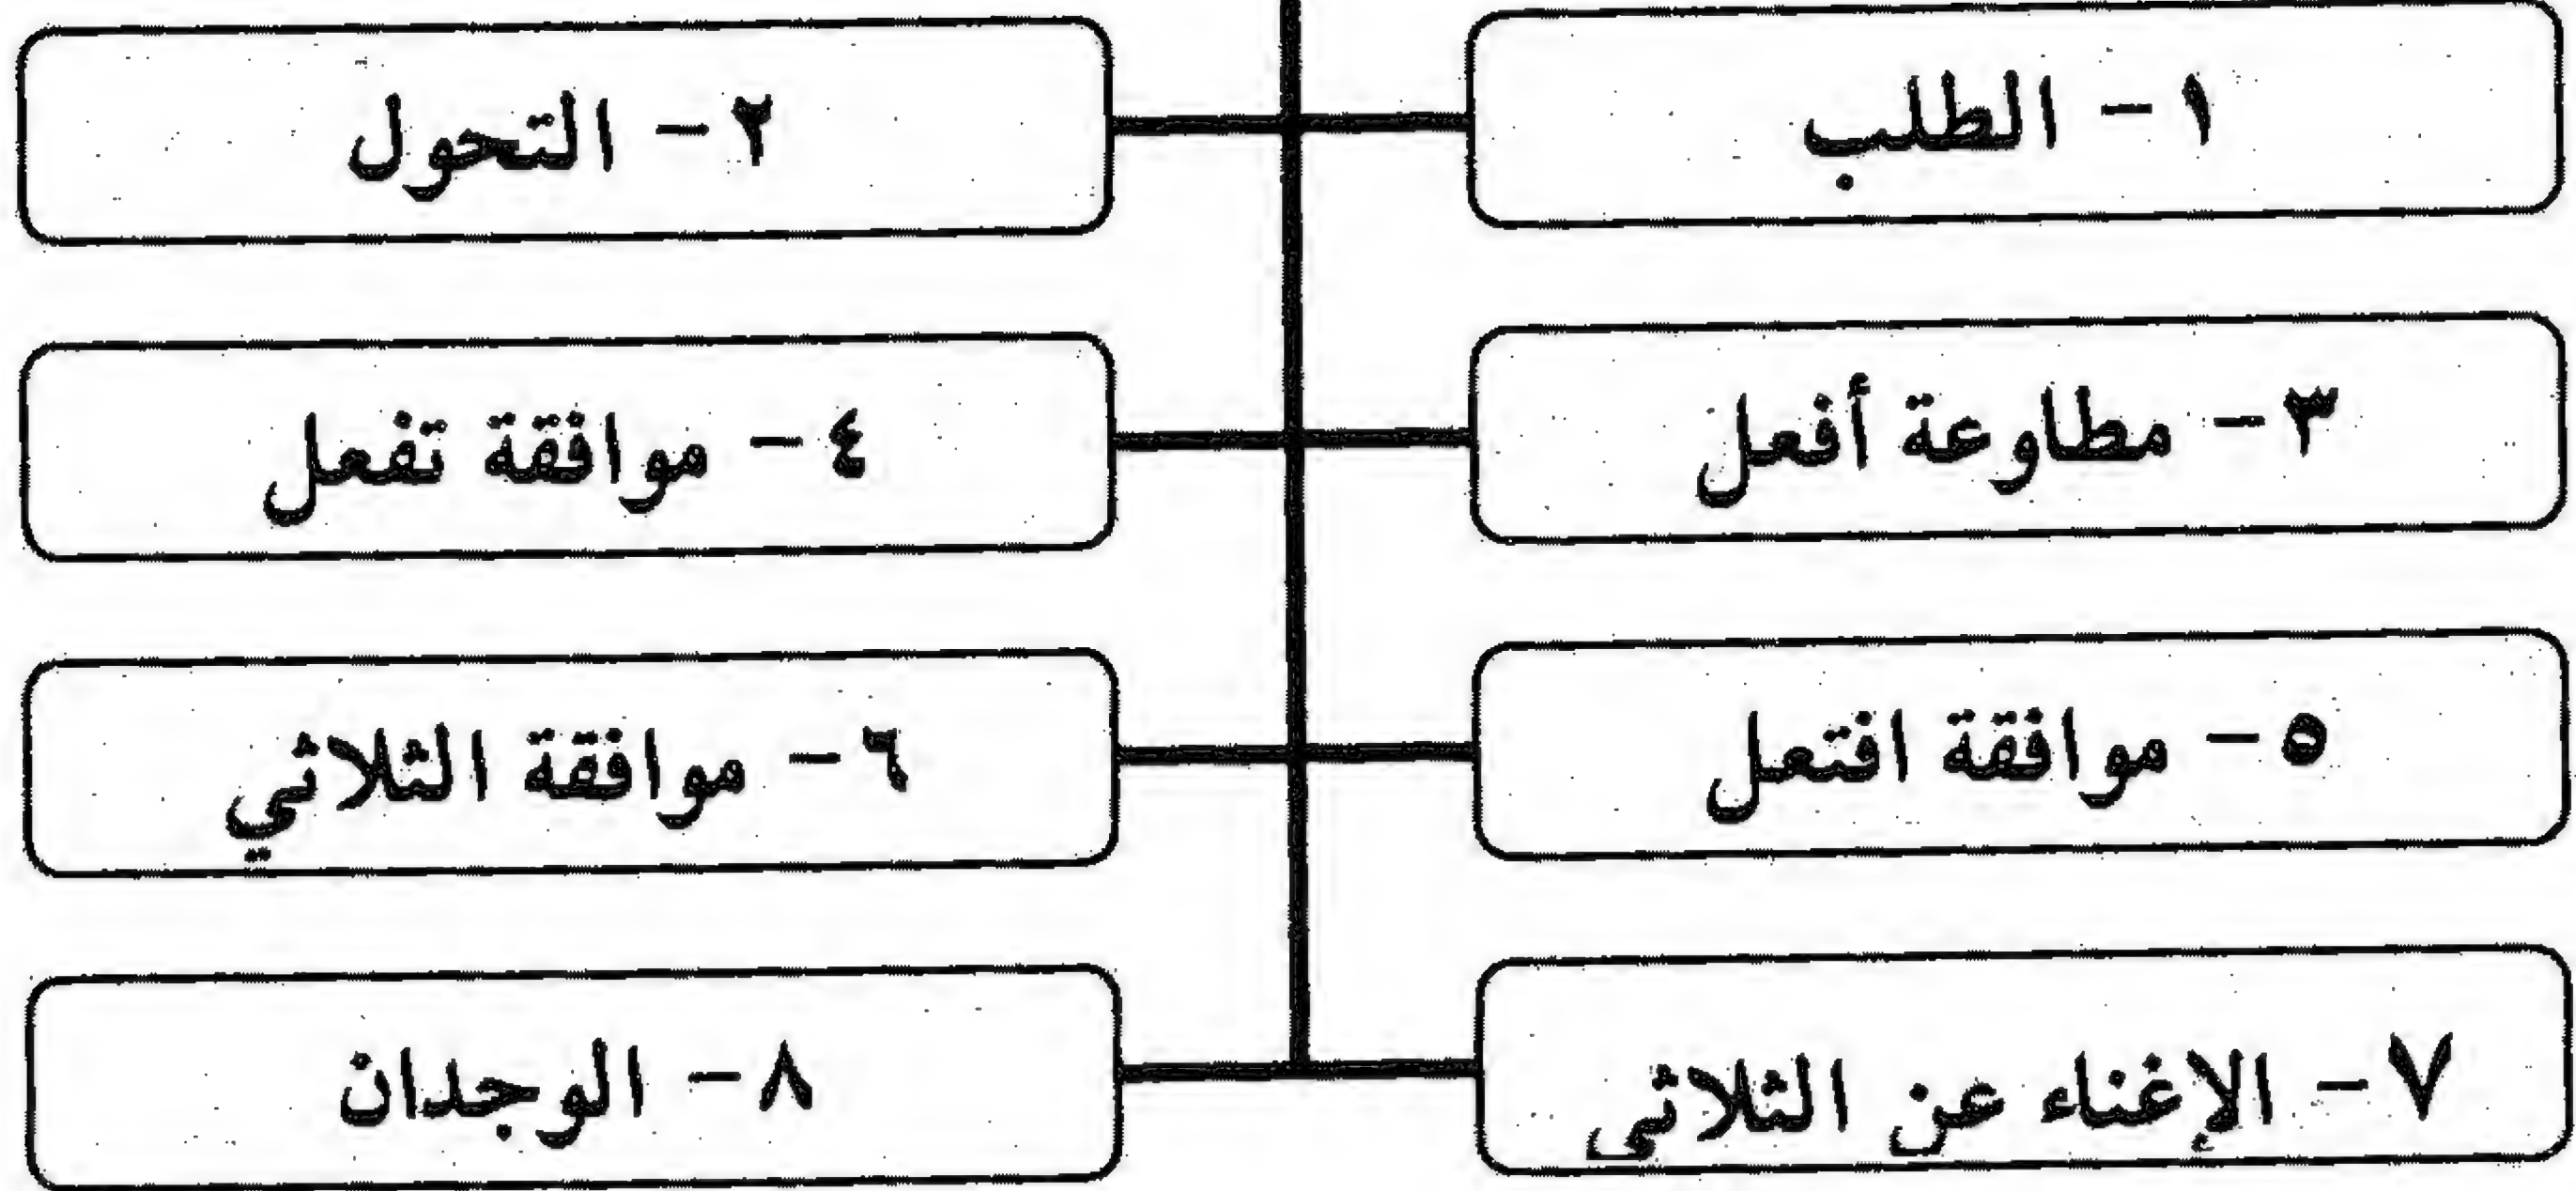 ١ - الطلب
٢ - التحول
٣ - مطاوعة أفعل
٤ - موافقة تفعل
٥ - موافقة افتعل
٦ - موافقة الثلاثي
٧ - الإغناء عن الثلاثي
٨ - الوجدان